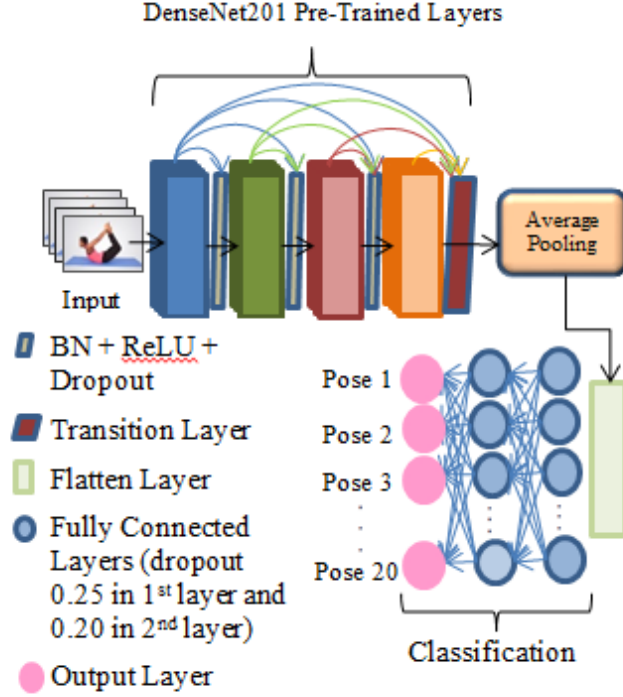 DenseNet201 Pre-Trained Layers
Average
Pooling
Input
BN + ReLU +
Dropout
Transition Layer
Flatten Layer
Fully Connected
Layers (dropout
0.25 in 1st layer and
0.20 in 2nd layer)
Output Layer
Pose 1
Pose 2
Pose 3
Pose 20
Classification